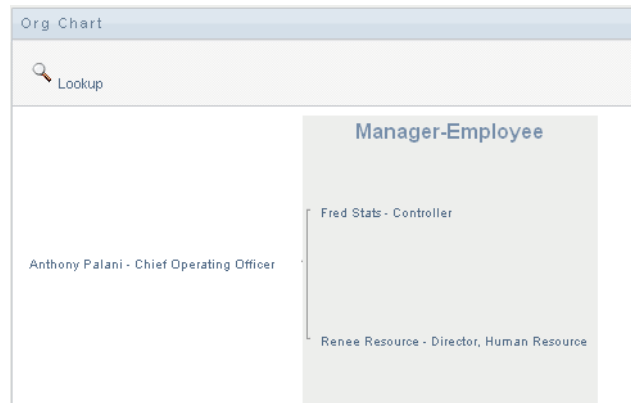 Org Chart
Lookup
Manager-Employee
Fred Stats - Controller
Anthony Palani - Chief Operating Officer
Renee Resource - Director, Human Resource